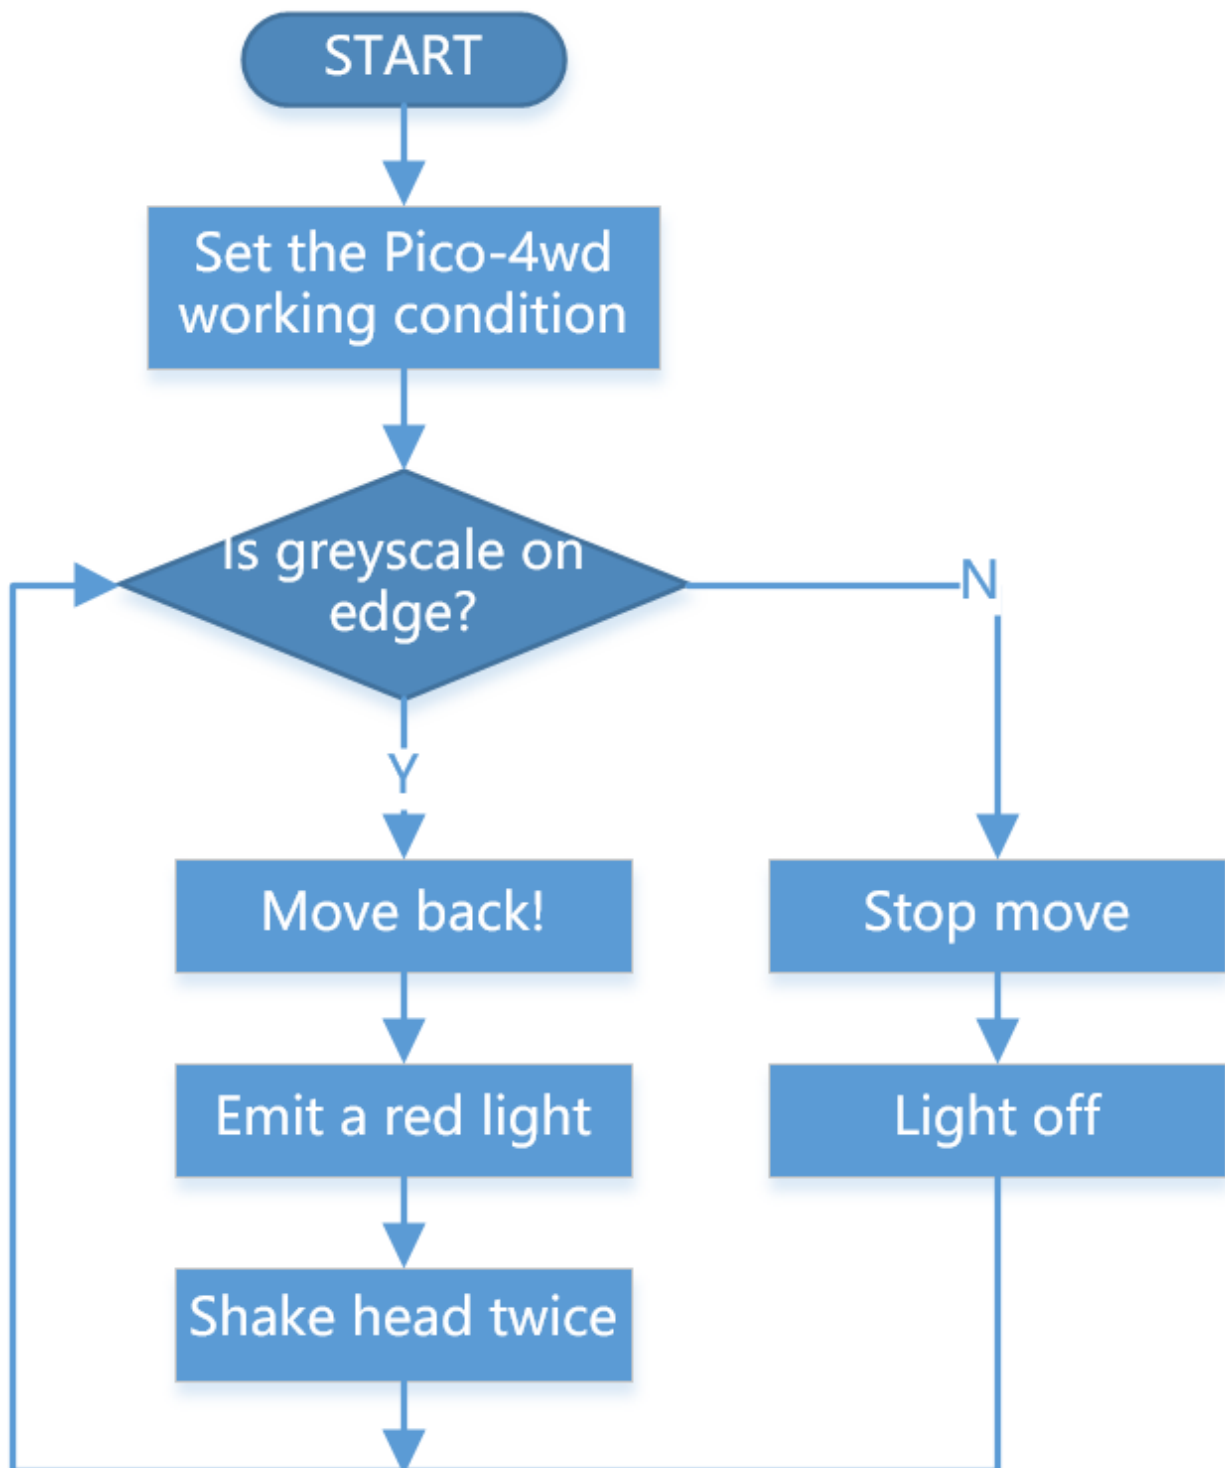 START
Set the Pico-4wd
working condition
Is greyscale on
edge?
N
Y
Move back!
Stop move
Emit a red light
Light off
Shake head twice